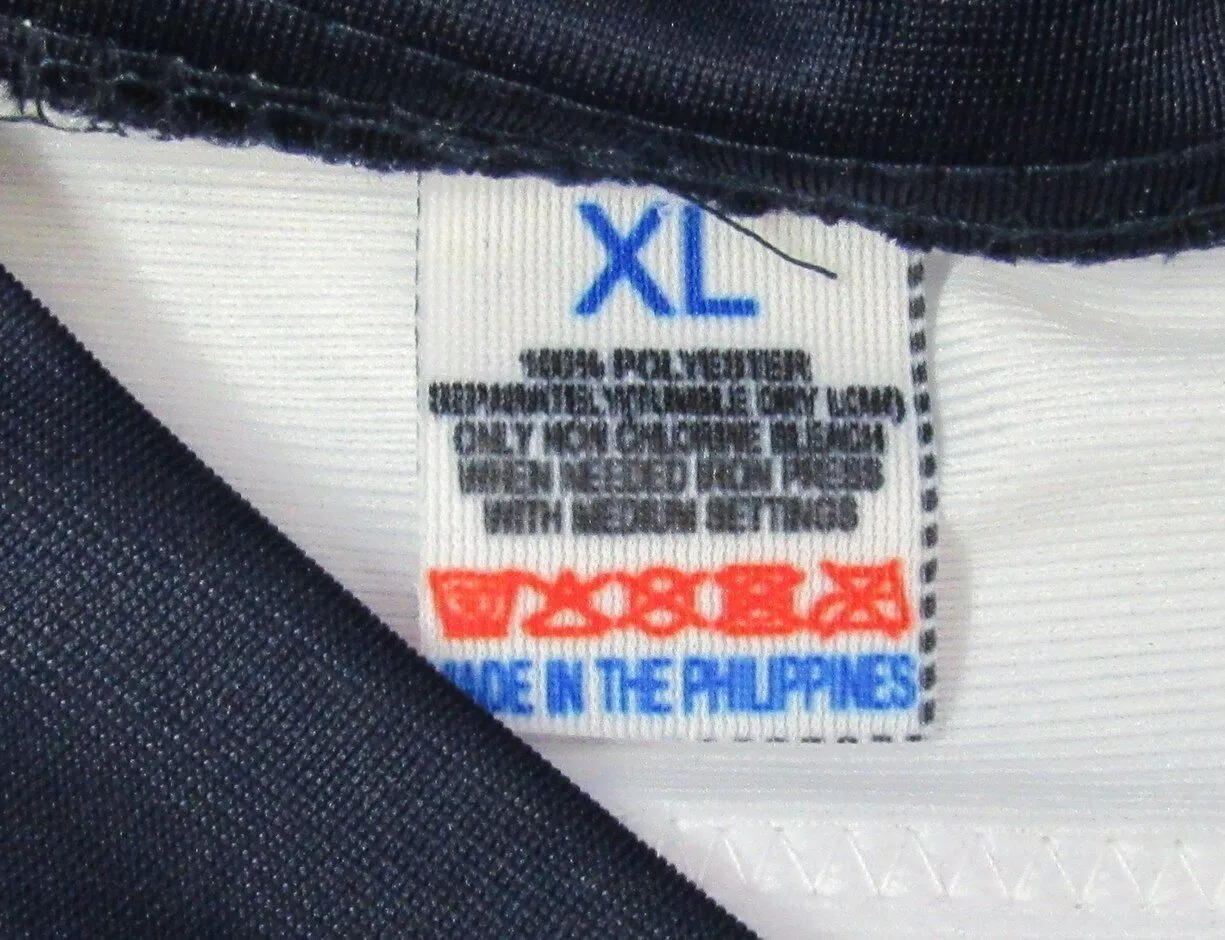 XL
100% POLYESTER
ONLY NON CHLORINE BLEACH
WHEN NEEDED IRON PRESS
WITH MEDIUM SETTINGS
MADE IN THE PHILIPPINES